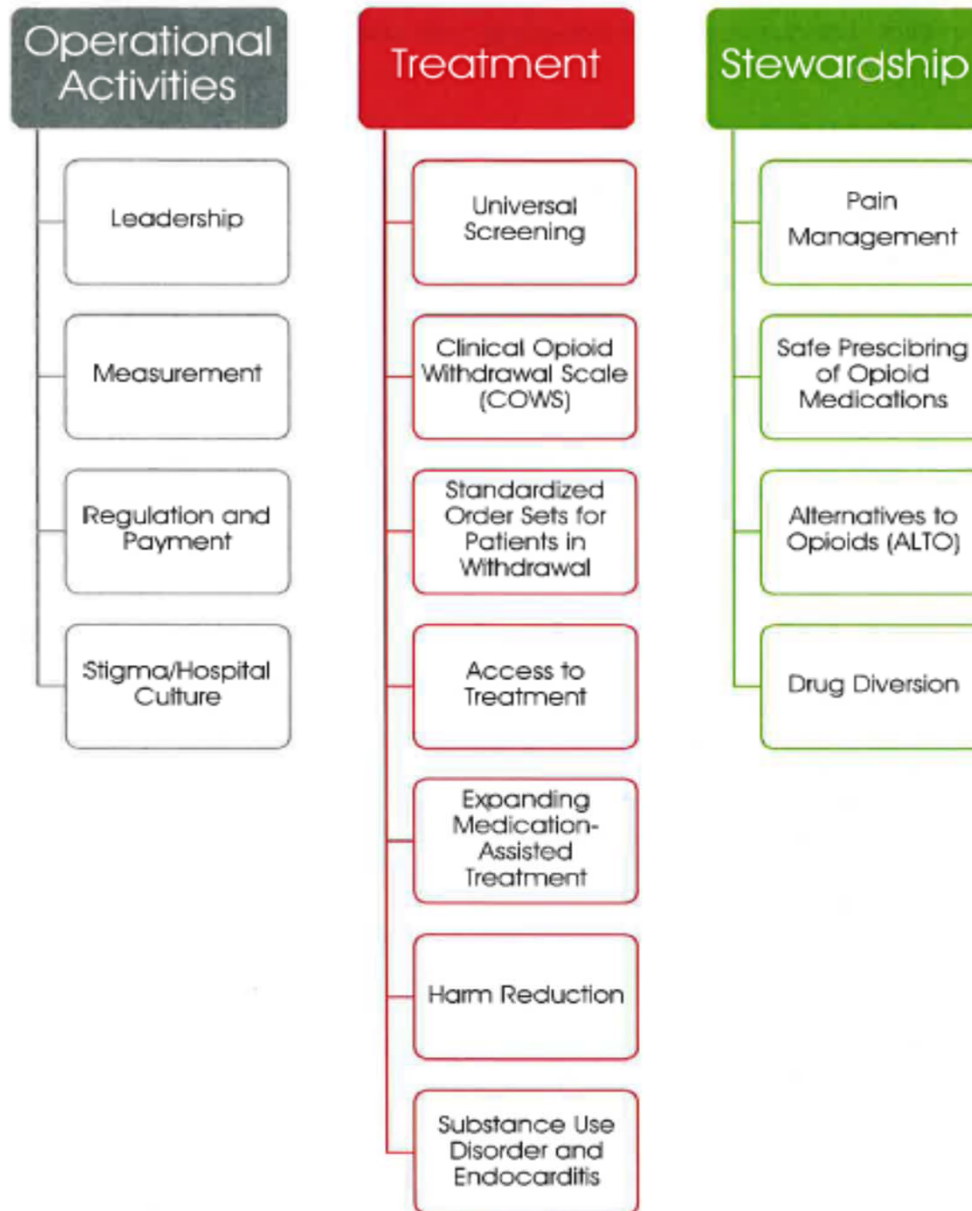 Operational
Activities
Leadership
Measurement
Regulation and
Payment
Stigma/Hospital
Culture
Treatment
Universal
Screening
Clinical Opioid
Withdrawal Scale
(COWS)
Standardized
Order Sets for
Patients in
Withdrawal
Access to
Treatment
Expanding
Medication-
Assisted
Treatment
Harm Reduction
Substance Use
Disorder and
Endocarditis
Stewardship
Pain
Management
Safe Prescibring
of Opioid
Medications
Alternatives to
Opioids (ALTO)
Drug Diversion